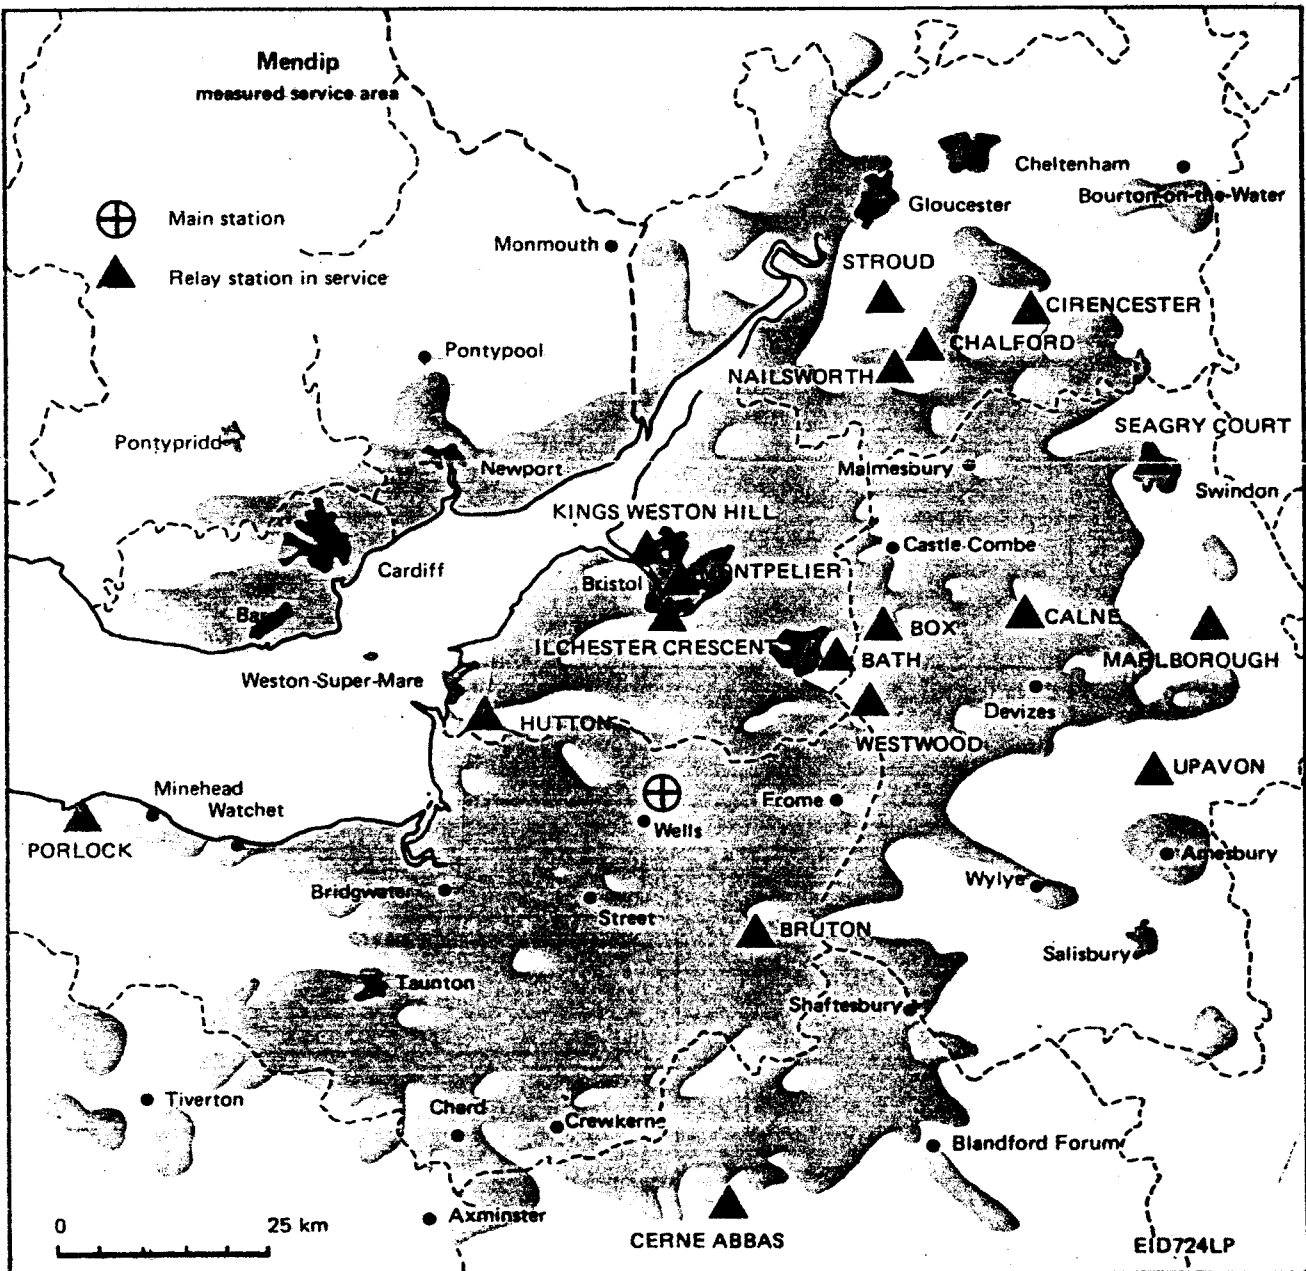 Mendip
measured service area
Main station
Relay station in service
Cheltenham
Bourton-on-the-Water
Gloucester
Monmouth
STROUD
CIRENCESTER
CHALFORD
Pontypool
NAILSWORTH
SEAGRY COURT
Pontypridd
Newport
Malmesbury
Swindon
KINGS WESTON HILL
Castle Combe
Cardiff
Bristol
NTPELIER
Bar
BOX
CALNE
ILCHESTER CRESCENT
BATH
MARLBOROUGH
Weston-Super-Mare
Devizes
HUTTON
WESTWOOD
UPAVON
Minehead
Watchet
Frome
Wells
PORLOCK
Amesbury
Bridgwater
Wylye
Street
BRUTON
Salisbury
Taunton
Shaftesbury
Tiverton
Chard
Crewkerne
Blandford Forum
Axminster
0 25 km
CERNE ABBAS
EID724LP